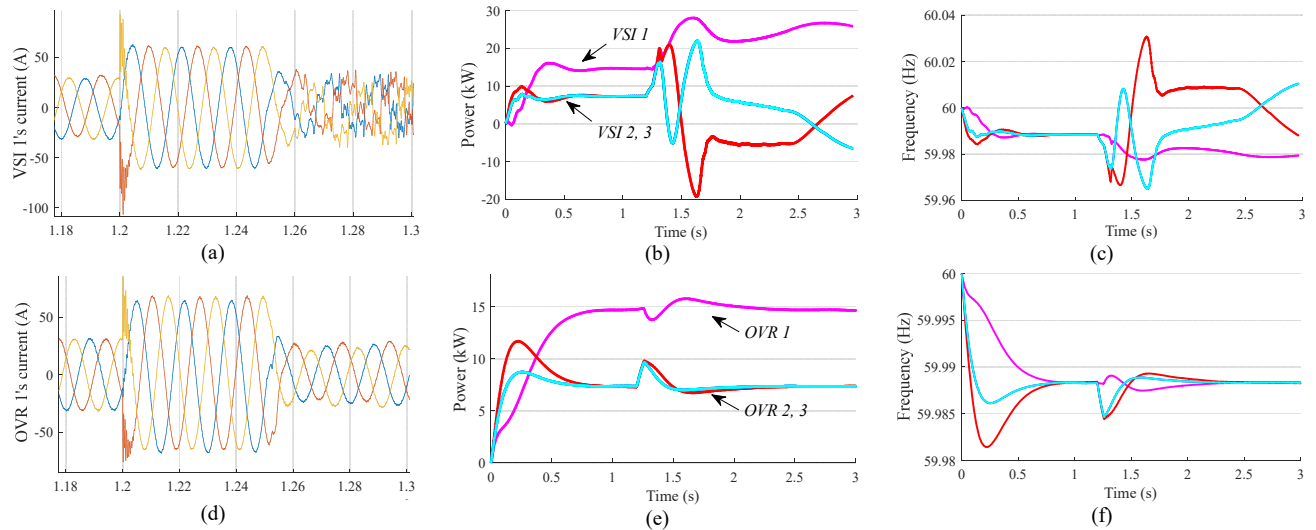 VSI 1's current (A)
50
0
-50
-100
1.18 1.2 1.22 1.24 1.26 1.28 1.3
(a)
Power (kW)
30
20
10
0
-10
-20
VSI 1
VSI 2, 3
0 0.5 1 1.5 2 2.5 3
Time (s)
(b)
Frequency (Hz)
60.04
60.02
60
59.98
59.96
0 0.5 1 1.5 2 2.5 3
Time (s)
(c)
OVR 1's current (A)
50
0
-50
1.18 1.2 1.22 1.24 1.26 1.28 1.3
(d)
Power (kW)
15
10
5
0
OVR 1
OVR 2, 3
0 0.5 1 1.5 2 2.5 3
Time (s)
(e)
Frequency (Hz)
60
59.995
59.99
59.985
59.98
0 0.5 1 1.5 2 2.5 3
Time (s)
(f)